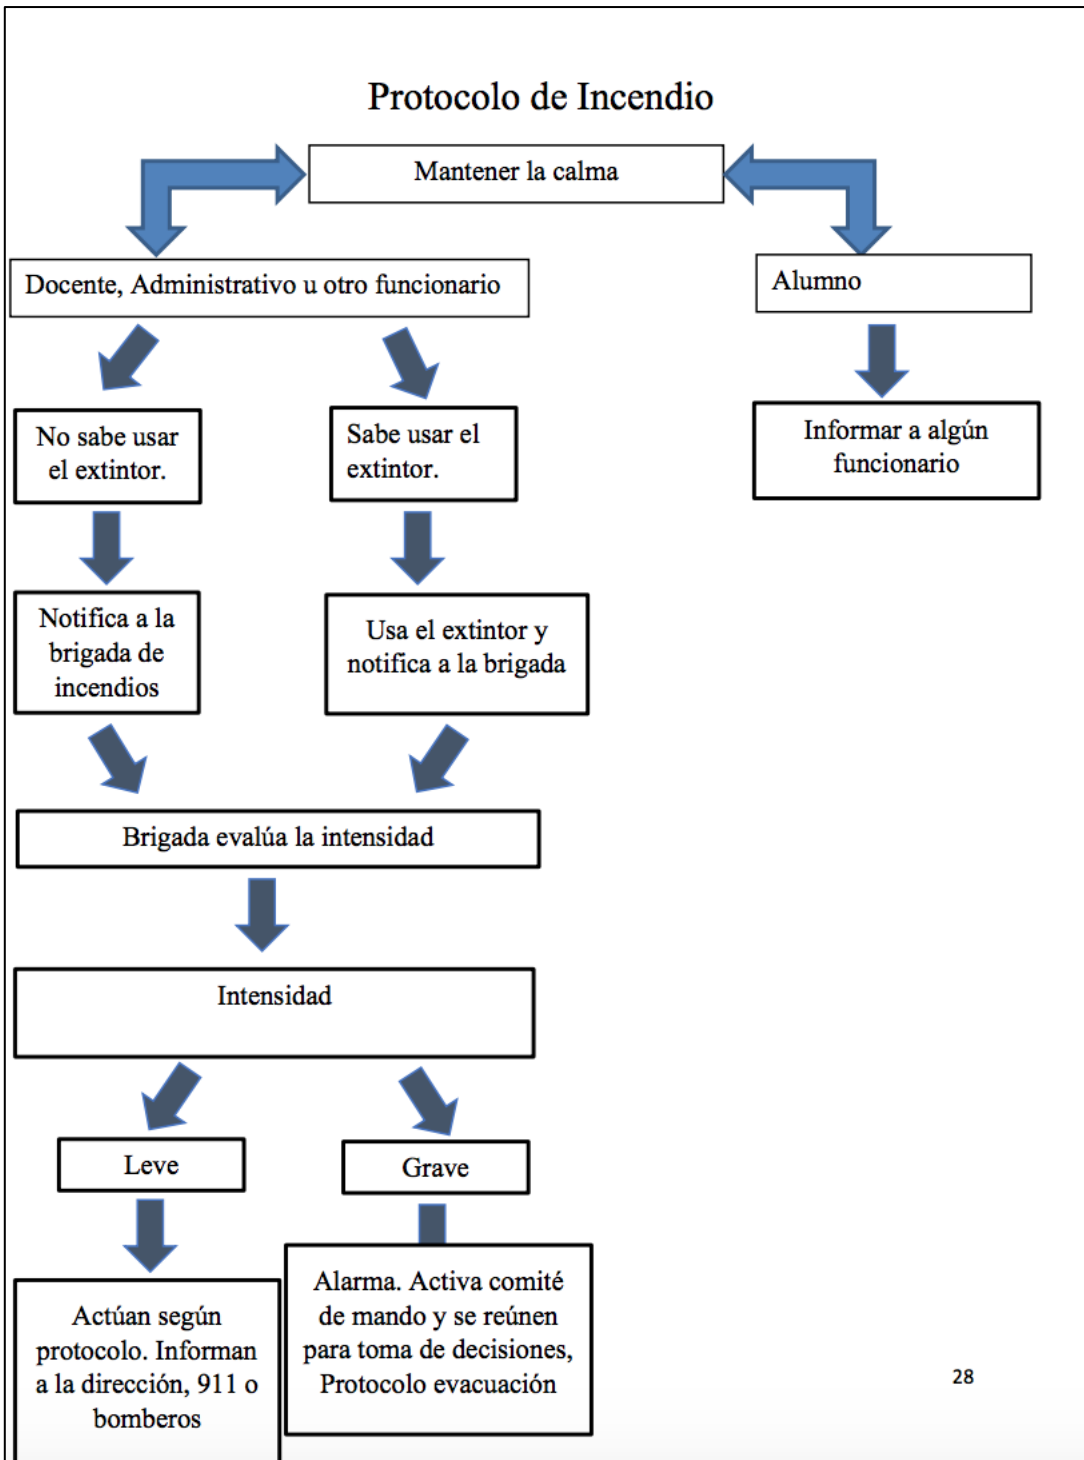 Protocolo de Incendio
Mantener la calma
Docente, Administrativo u otro funcionario
Alumno
No sabe usar
el extintor.
Sabe usar el
extintor.
Informar a algún
funcionario
Notifica a la
brigada de
incendios
Usa el extintor y
notifica a la brigada
Brigada evalúa la intensidad
Intensidad
Leve
Grave
Actúan según
protocolo. Informan
a la dirección, 911 o
bomberos
Alarma. Activa comité
de mando y se reúnen
para toma de decisiones,
Protocolo evacuación
28